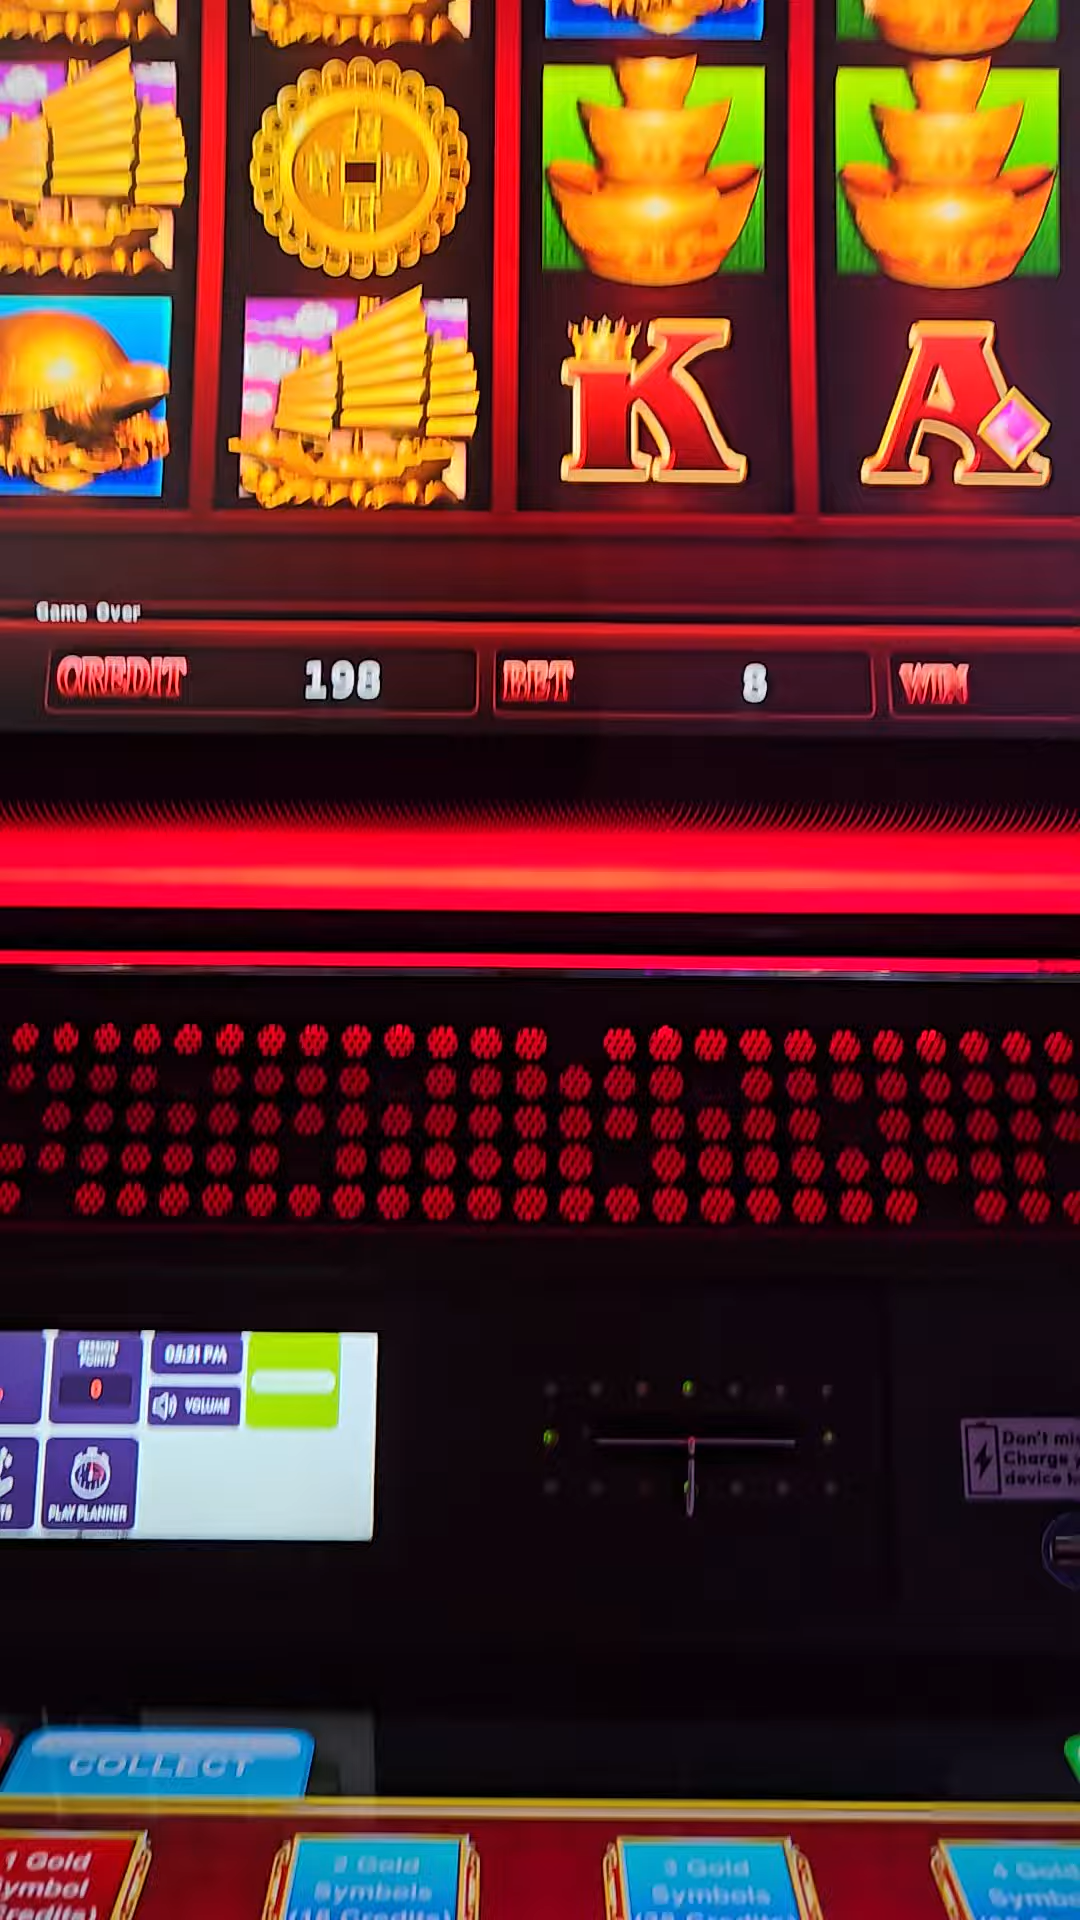 K
A
Game Over
CREDIT 198 BET 8 WIN
SESSION
POINTS
0
05:21 PM
VOLUME
PLAY PLANNER
Don't
Charge
device
COLLECT
1 Gold
2 Gold
Symbols
3 Gold
Symbols
4 Gold